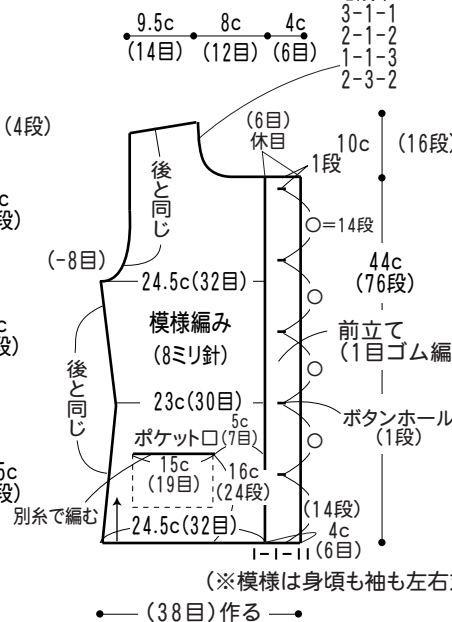 9.5c 8c 4c
(14目) (12目) (6目)
3-1-1
2-1-2
1-1-3
2-3-2
(4段)
(6目)
休目
1段
10c (16段)
後と同じ
○=14段
(-8目)
24.5c(32目)
44c
(76段)
模様編み
(8ミリ針)
前立て
(1目ゴム編
後と同じ
23c(30目)
ボタンホール
(1段)
ポケット口
5c
(7目)
15c
(19目)
16c
(24段)
別糸で編む
24.5c(32目)
(14段)
4c
(6目)
(※模様は身頃も袖も左右
(38目)作る